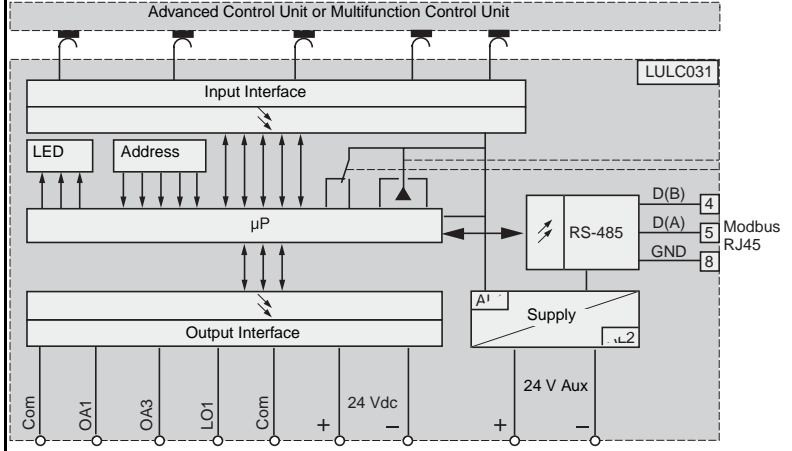 Advanced Control Unit or Multifunction Control Unit
LULC031
Input Interface
LED
Address
µP
RS-485
D(B)
4
D(A)
5
Modbus
RJ45
GND
8
Supply
Output Interface
Com
OA1
OA3
LO1
Com
+
24 Vdc
–
+
24 V Aux
–